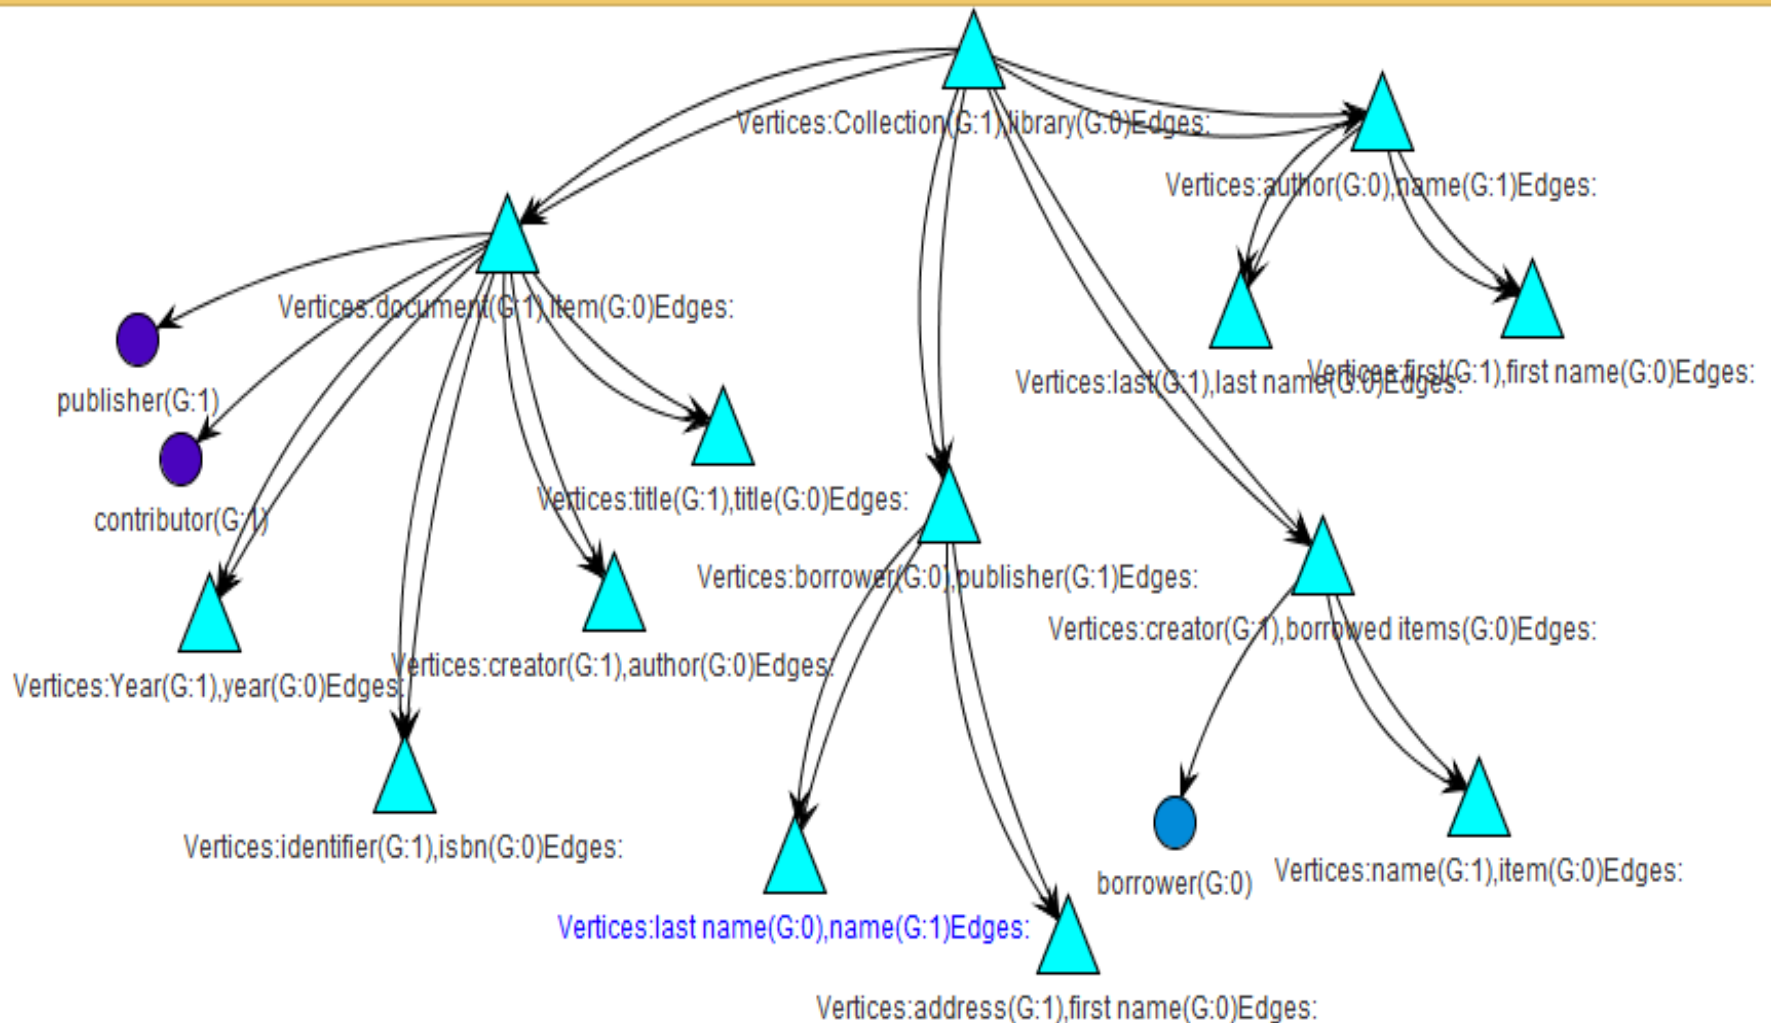 Vertices:Collection(G:1),library(G:0)Edges:
Vertices:author(G:0),name(G:1)Edges:
Vertices:document(G:1),item(G:0)Edges:
publisher(G:1)
Vertices:last(G:1),last name(G:0)Edges:
Vertices:first(G:1),first name(G:0)Edges:
contributor(G:1)
Vertices:title(G:1),title(G:0)Edges:
Vertices:borrower(G:0),publisher(G:1)Edges:
Vertices:creator(G:1),borrowed items(G:0)Edges:
Vertices:Year(G:1),year(G:0)Edges:
Vertices:creator(G:1),author(G:0)Edges:
Vertices:identifier(G:1),isbn(G:0)Edges:
borrower(G:0)
Vertices:name(G:1),item(G:0)Edges:
Vertices:last name(G:0),name(G:1)Edges:
Vertices:address(G:1),first name(G:0)Edges: